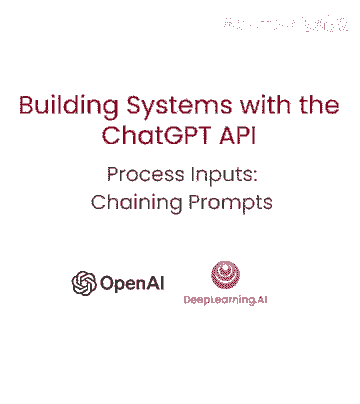 Building Systems with the
ChatGPT API
Process Inputs:
Chaining Prompts
OpenAI
DeepLearning.AI